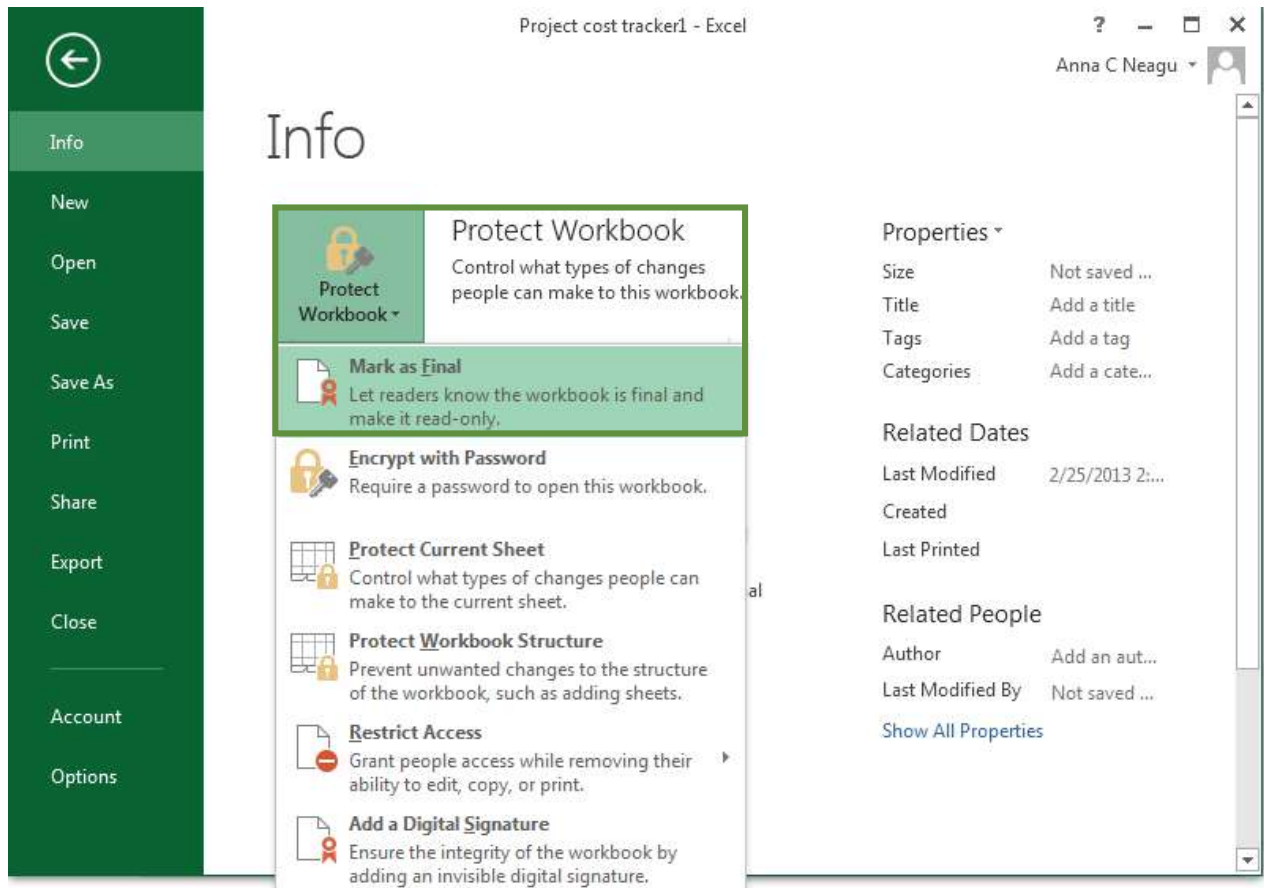 Project cost tracker1 - Excel
?
Anna C Neagu
Info
New
Open
Save
Save As
Print
Share
Export
Close
Account
Options
Info
Protect
Workbook
Protect Workbook
Control what types of changes
people can make to this workbook.
Mark as Final
Let readers know the workbook is final and
make it read-only.
Encrypt with Password
Require a password to open this workbook.
Protect Current Sheet
Control what types of changes people can
make to the current sheet.
Protect Workbook Structure
Prevent unwanted changes to the structure
of the workbook, such as adding sheets.
Restrict Access
Grant people access while removing their
ability to edit, copy, or print.
Add a Digital Signature
Ensure the integrity of the workbook by
adding an invisible digital signature.
al
Properties
Size Not saved ...
Title Add a title
Tags Add a tag
Categories Add a cate...
Related Dates
Last Modified 2/25/2013 2:...
Created
Last Printed
Related People
Author Add an aut...
Last Modified By Not saved ...
Show All Properties